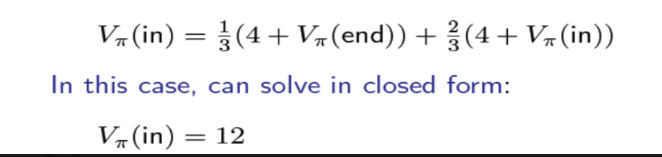 Vπ(in) = 1/3(4 + Vπ(end)) + 2/3(4 + Vπ(in))
In this case, can solve in closed form:
Vπ(in) = 12